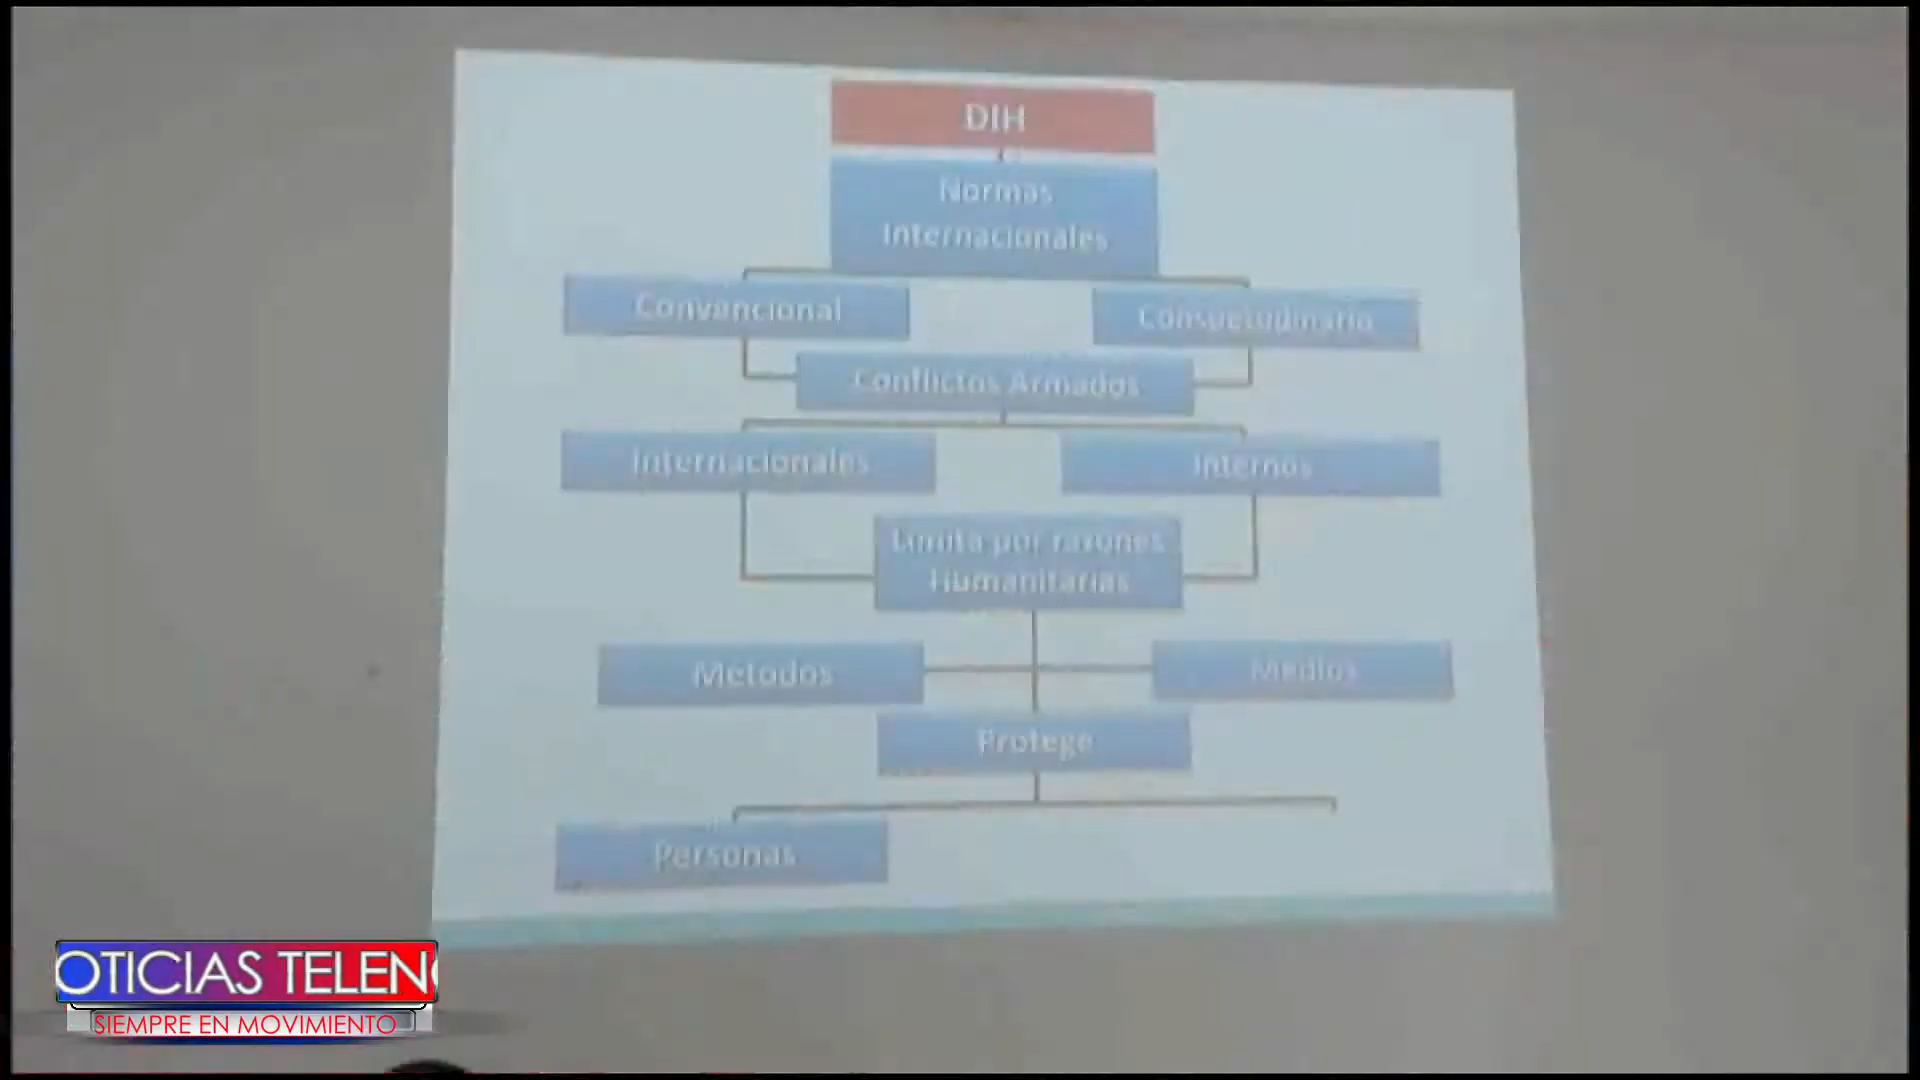 DIH
Normas
Internacionales
Convencional
Consuetudinario
Conflictos Armados
Internacionales
Internos
Limita por razones
Humanitarias
Métodos
Medios
Protege
Personas
OTICIAS TELEN
SIEMPRE EN MOVIMIENTO